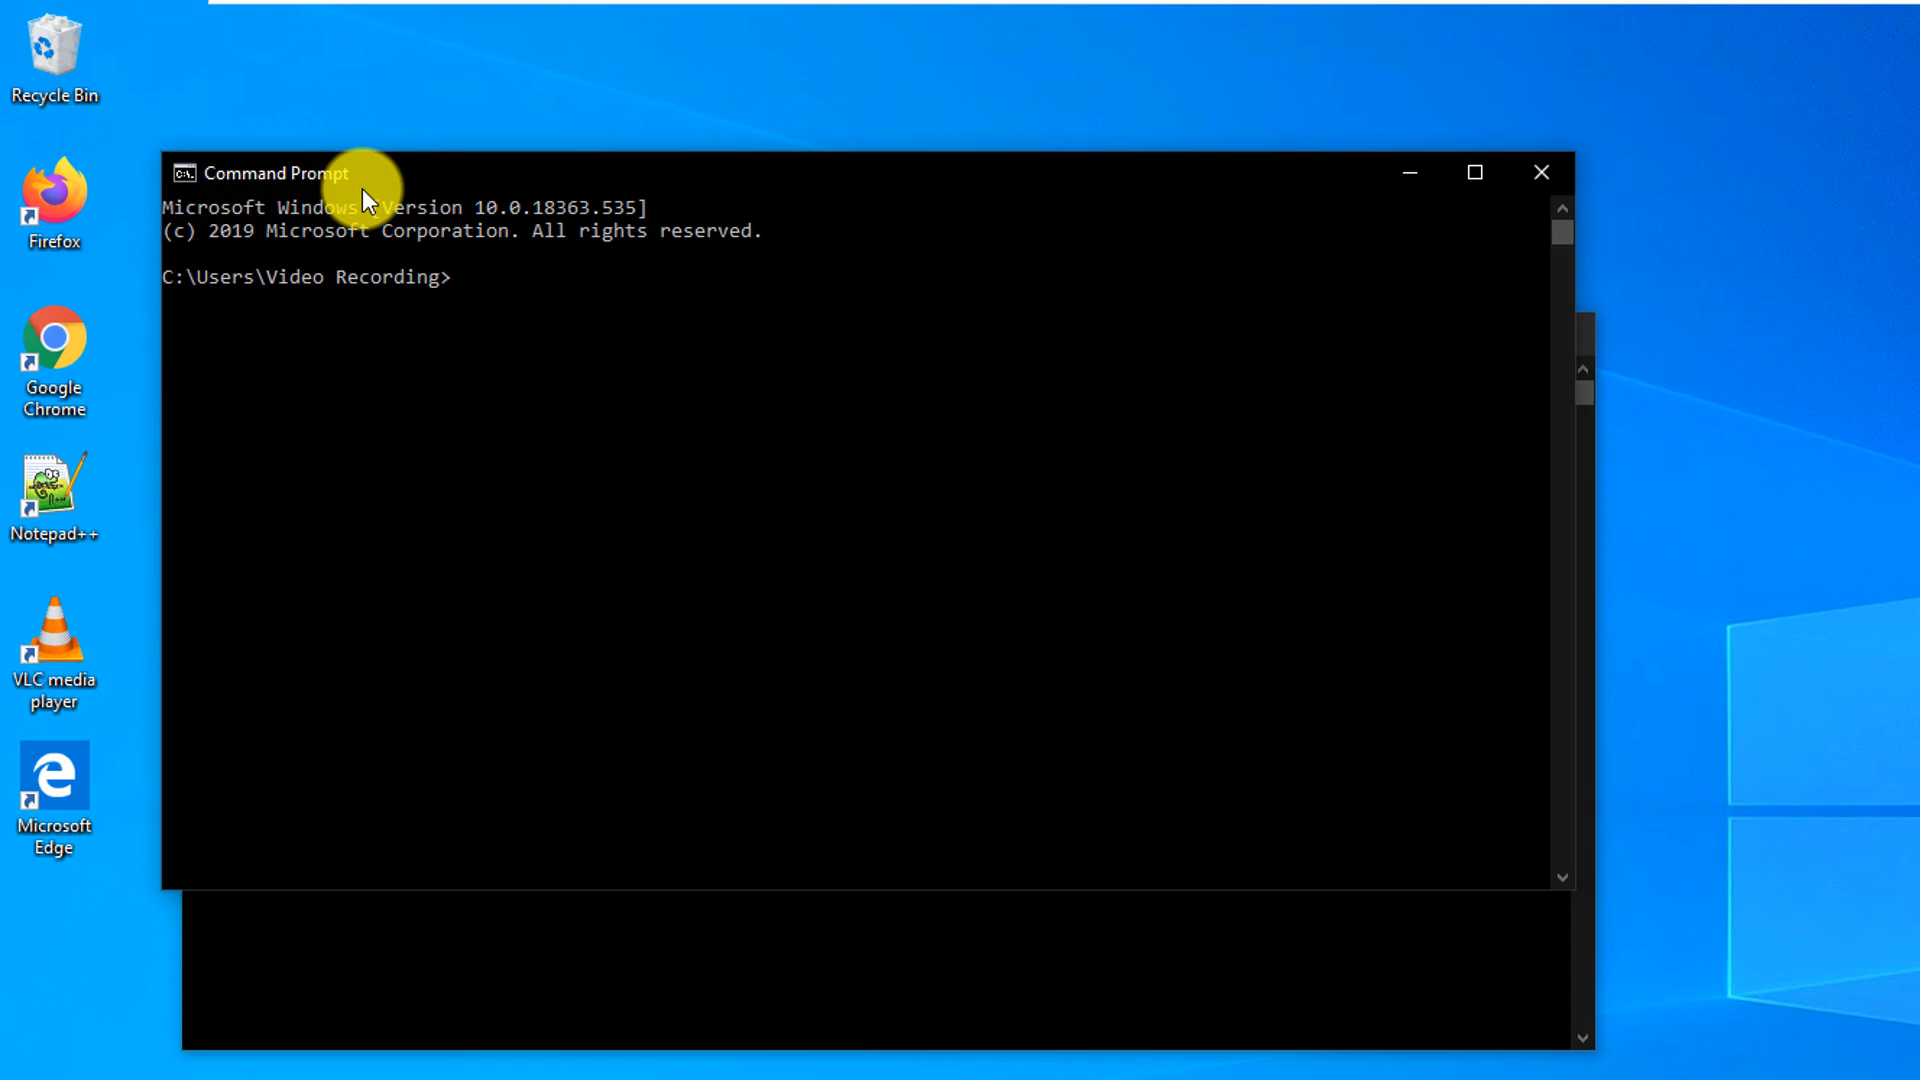 Recycle Bin
Firefox
Google
Chrome
Notepad++
VLC media
player
Microsoft
Edge
Command Prompt
Microsoft Windows [Version 10.0.18363.535]
(c) 2019 Microsoft Corporation. All rights reserved.
C:\Users\Video Recording>